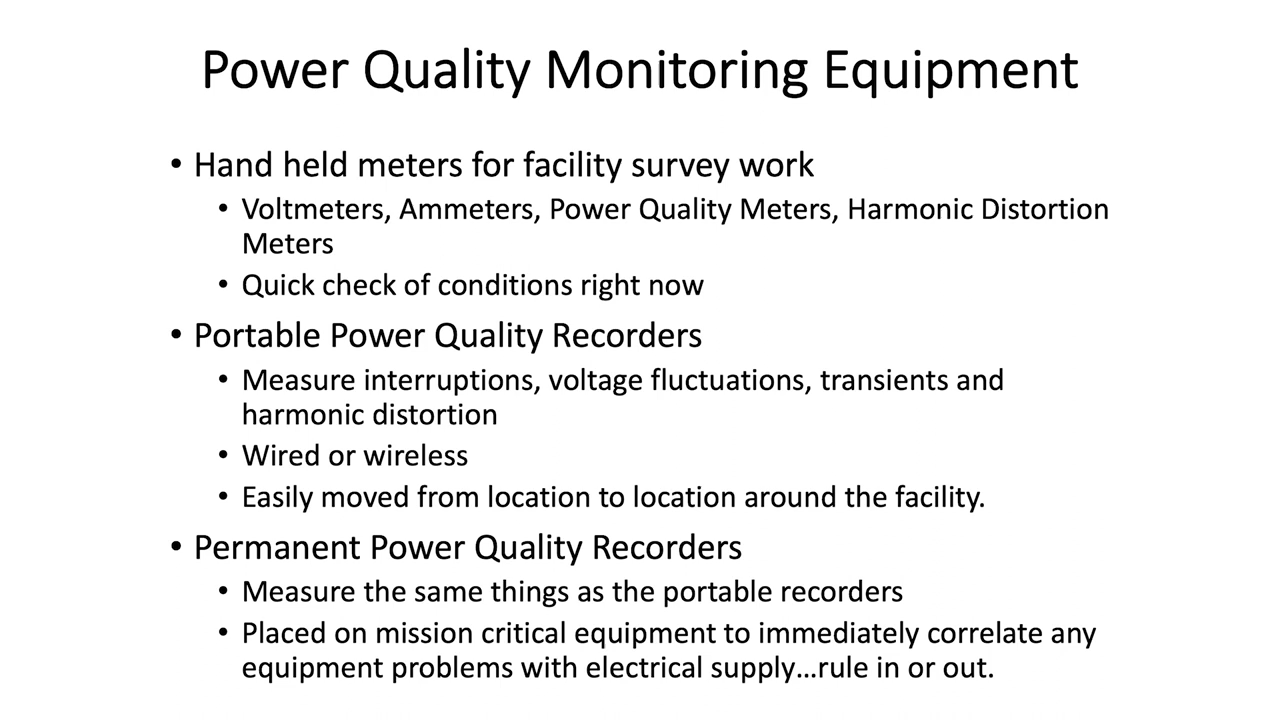 Power Quality Monitoring Equipment
• Hand held meters for facility survey work
• Voltmeters, Ammeters, Power Quality Meters, Harmonic Distortion
Meters
• Quick check of conditions right now
• Portable Power Quality Recorders
• Measure interruptions, voltage fluctuations, transients and
harmonic distortion
• Wired or wireless
• Easily moved from location to location around the facility.
• Permanent Power Quality Recorders
• Measure the same things as the portable recorders
• Placed on mission critical equipment to immediately correlate any
equipment problems with electrical supply…rule in or out.